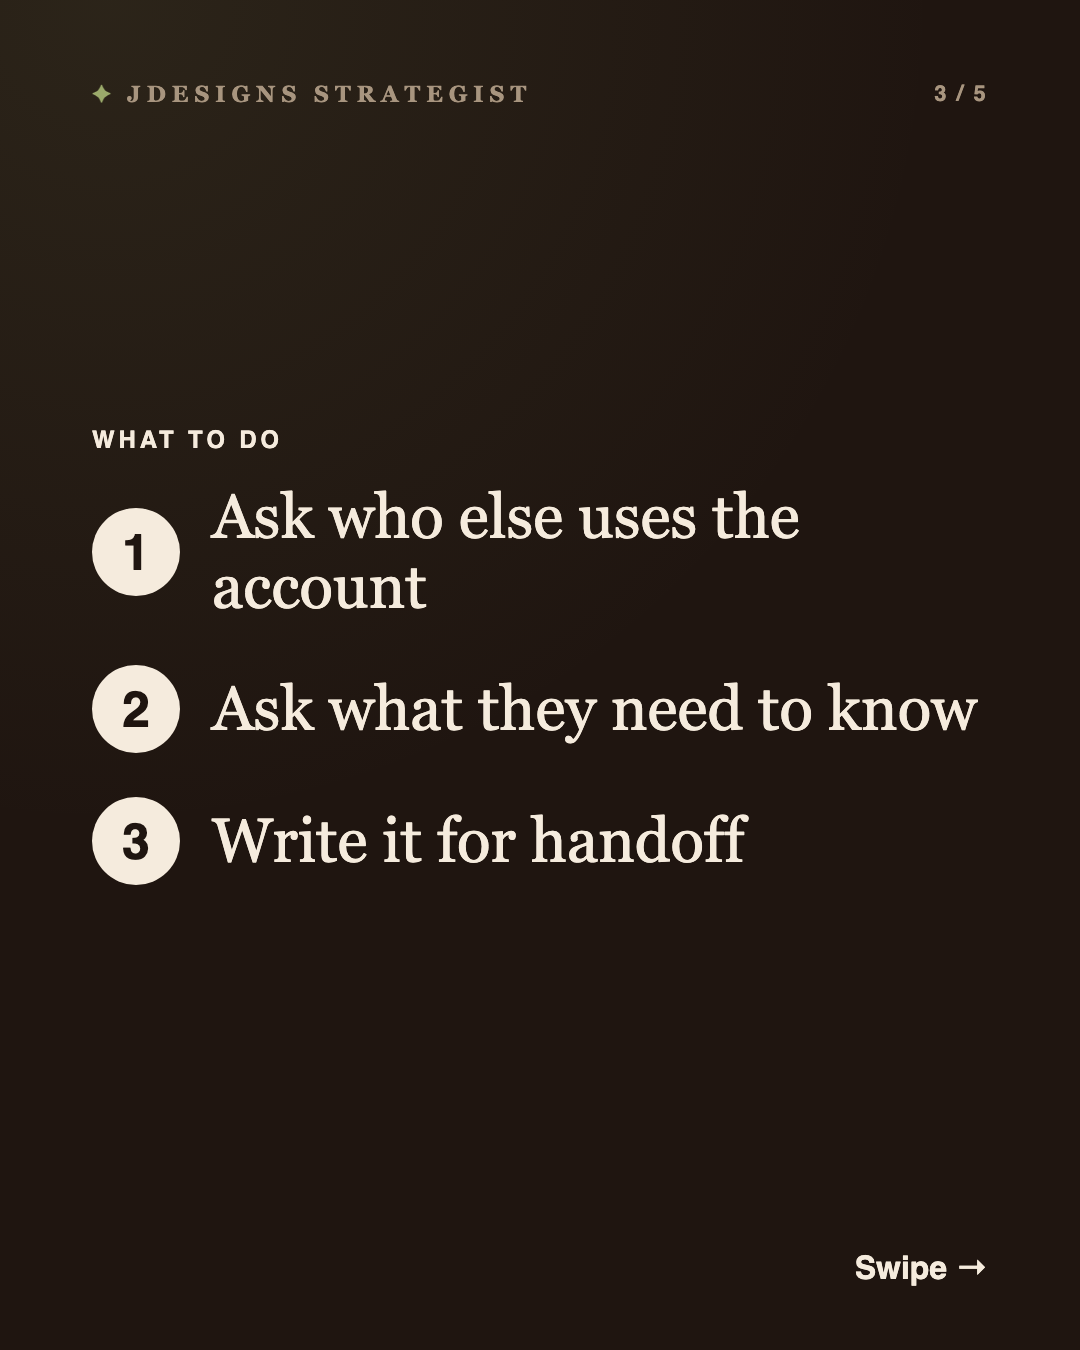 ✦ JDESIGNS STRATEGIST
3 / 5
WHAT TO DO
1 Ask who else uses the
account
2 Ask what they need to know
3 Write it for handoff
Swipe →